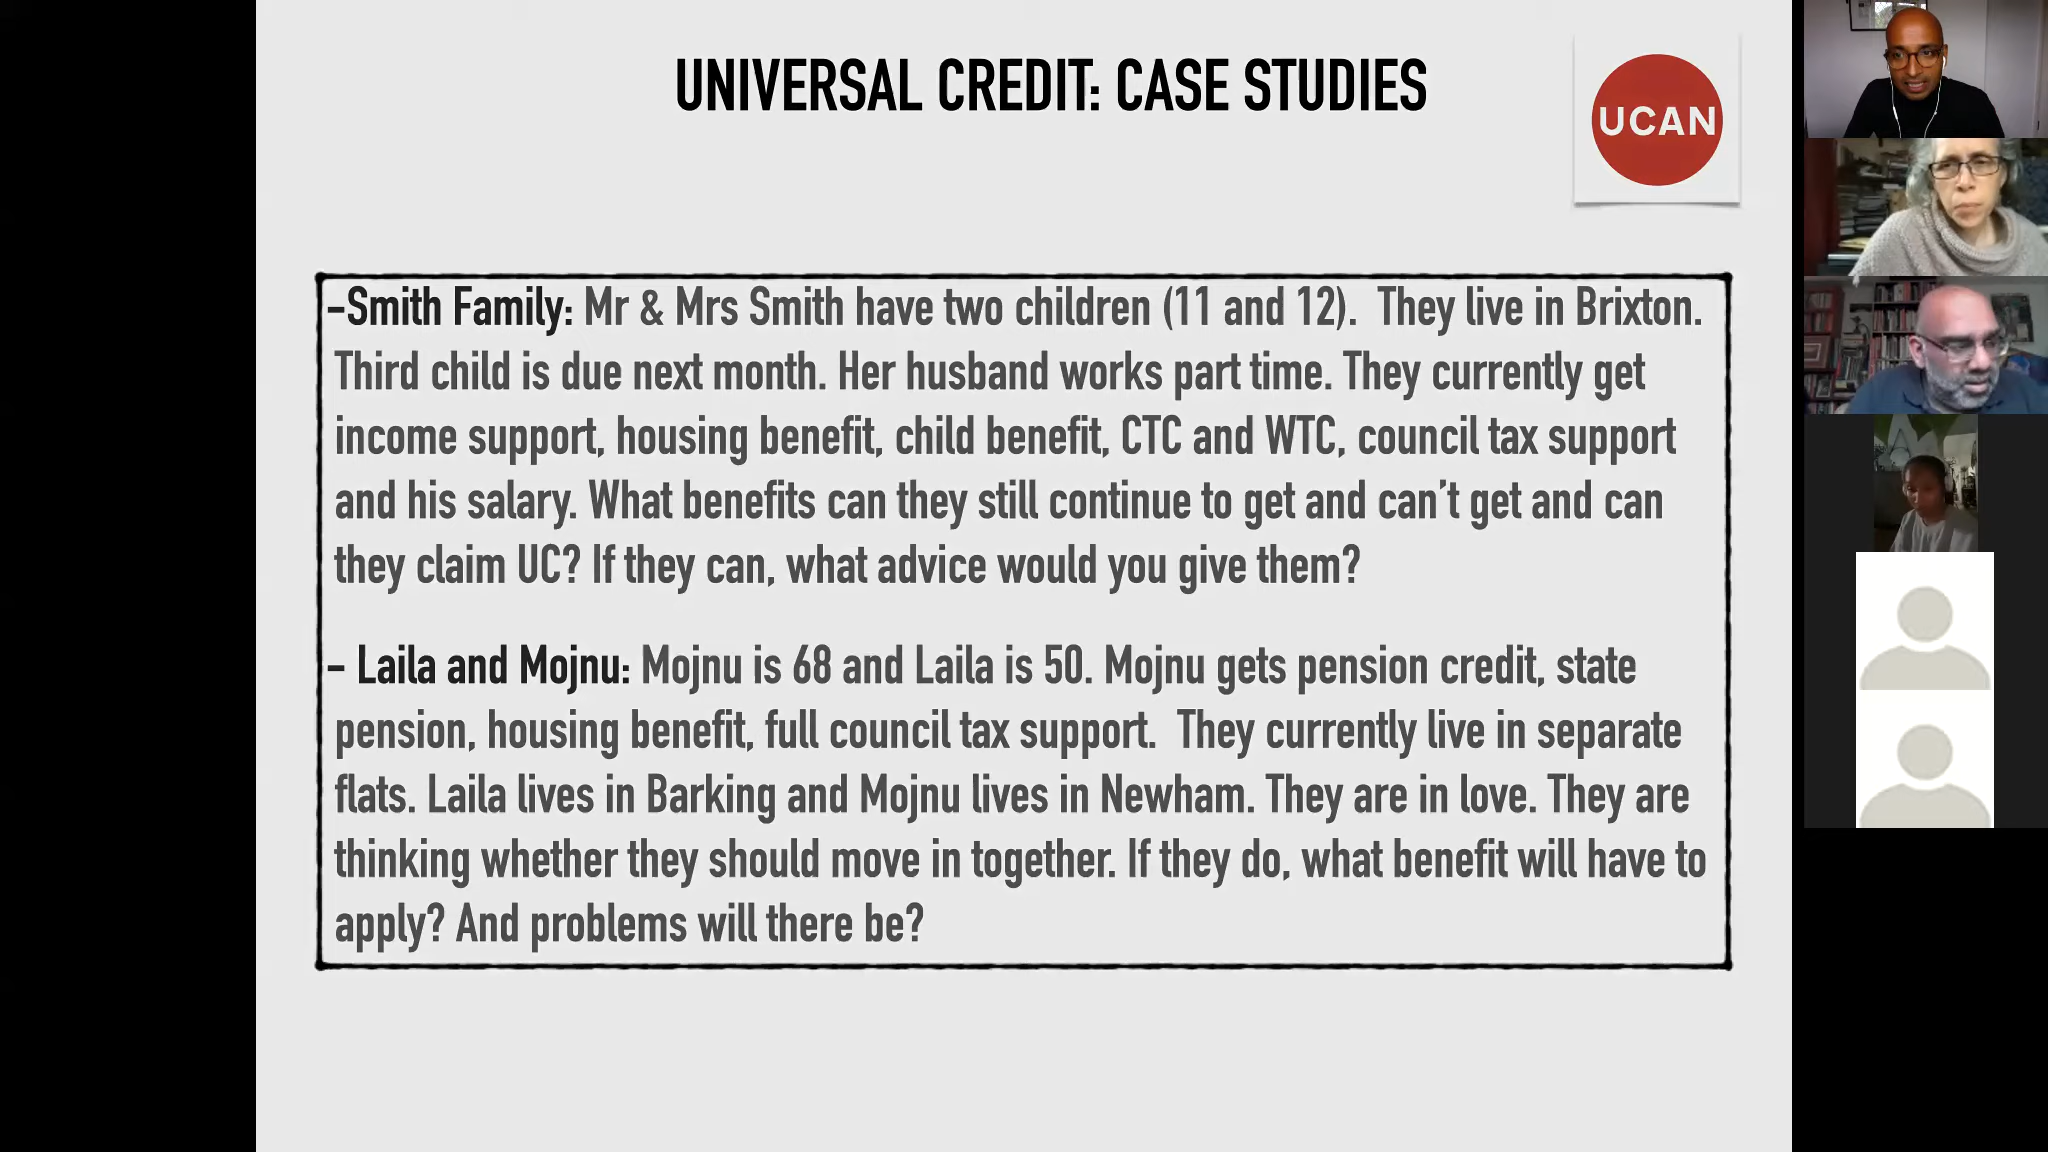 UNIVERSAL CREDIT: CASE STUDIES
UCAN
-Smith Family: Mr & Mrs Smith have two children (11 and 12).  They live in Brixton.
Third child is due next month. Her husband works part time. They currently get
income support, housing benefit, child benefit, CTC and WTC, council tax support
and his salary. What benefits can they still continue to get and can't get and can
they claim UC? If they can, what advice would you give them?
- Laila and Mojnu: Mojnu is 68 and Laila is 50. Mojnu gets pension credit, state
pension, housing benefit, full council tax support.  They currently live in separate
flats. Laila lives in Barking and Mojnu lives in Newham. They are in love. They are
thinking whether they should move in together. If they do, what benefit will have to
apply? And problems will there be?